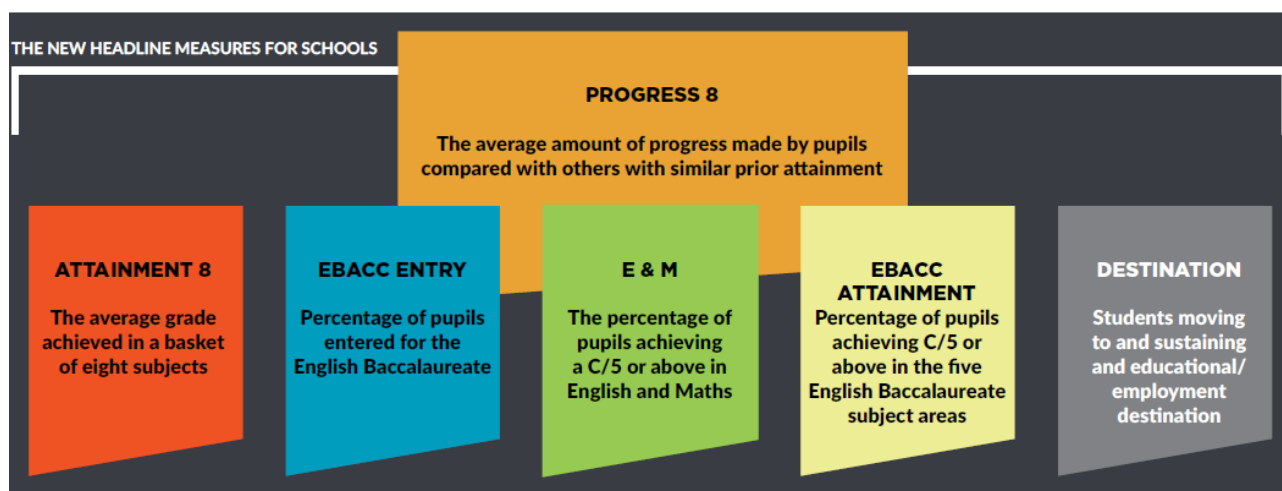 THE NEW HEADLINE MEASURES FOR SCHOOLS
PROGRESS 8
The average amount of progress made by pupils
compared with others with similar prior attainment
ATTAINMENT 8
The average grade
achieved in a basket
of eight subjects
EBACC ENTRY
Percentage of pupils
entered for the
English Baccalaureate
E & M
The percentage of
pupils achieving
a C/5 or above in
English and Maths
EBACC
ATTAINMENT
Percentage of pupils
achieving C/5 or
above in the five
English Baccalaureate
subject areas
DESTINATION
Students moving
to and sustaining
and educational/
employment
destination